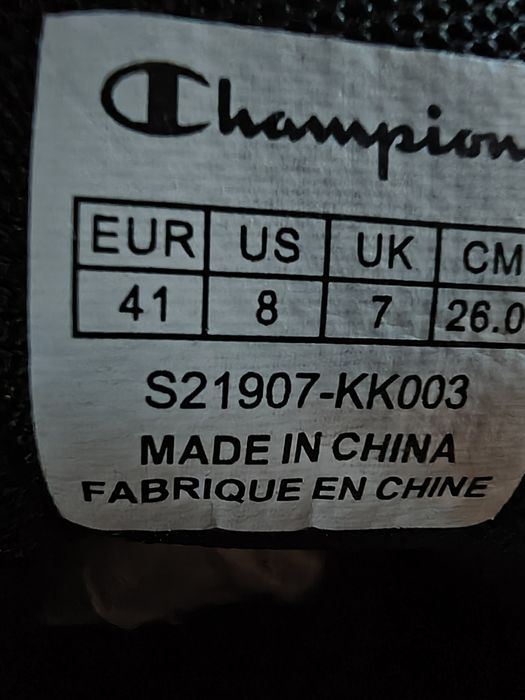 Champion
EUR US UK CM
41 8 7 26.0
S21907-KK003
MADE IN CHINA
FABRIQUE EN CHINE